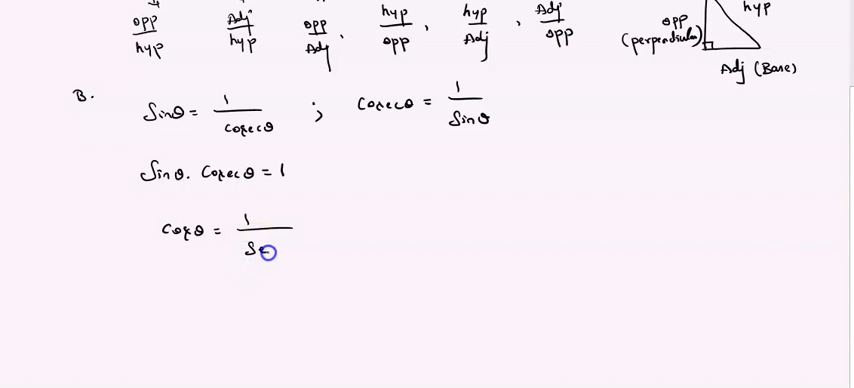 opp/hyp Adj/hyp opp/Adj, hyp/opp, hyp/Adj, Adj/opp
hyp
opp
(perpendicular)
Adj (Base)
B. Sinθ = 1/cosecθ ; cosecθ = 1/Sinθ
Sinθ. cosecθ = 1
cosθ = 1/Se